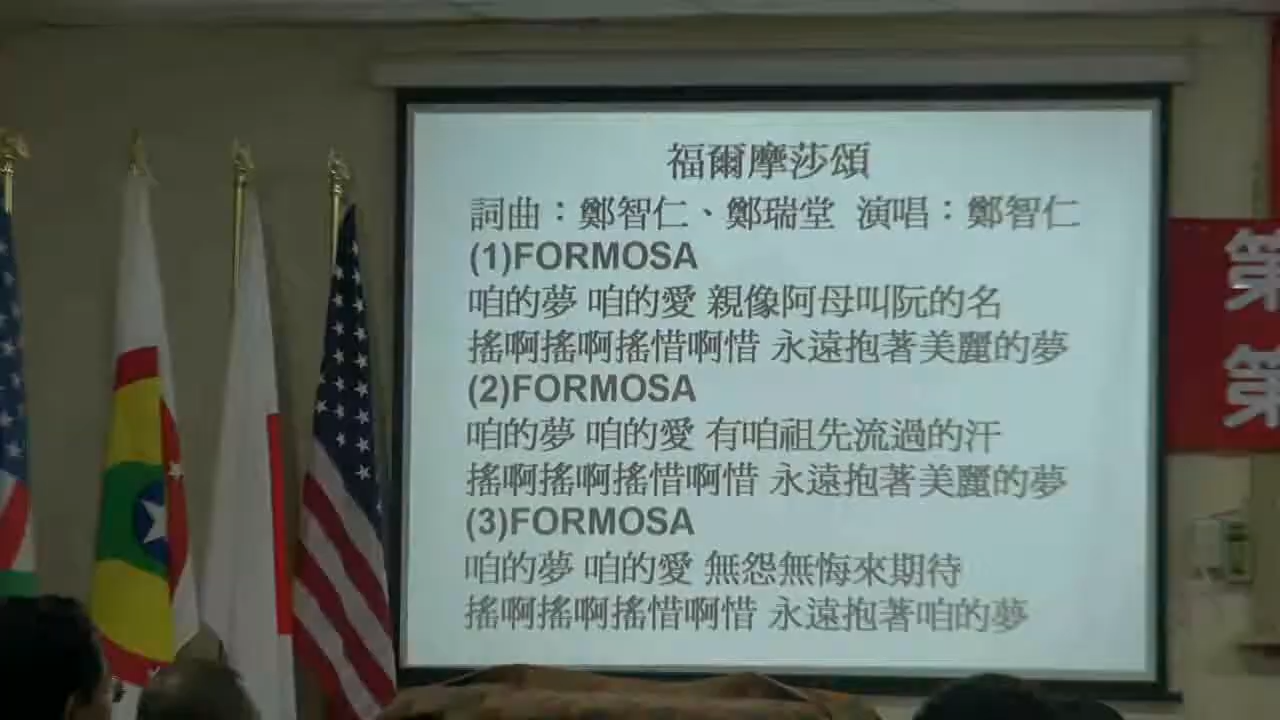 福爾摩莎頌
詞曲：鄭智仁、鄭瑞堂 演唱：鄭智仁
(1)FORMOSA
咱的夢 咱的愛 親像阿母叫阮的名
搖啊搖啊搖惜啊惜 永遠抱著美麗的夢
(2)FORMOSA
咱的夢 咱的愛 有咱祖先流過的汗
搖啊搖啊搖惜啊惜 永遠抱著美麗的夢
(3)FORMOSA
咱的夢 咱的愛 無怨無悔來期待
搖啊搖啊搖惜啊惜 永遠抱著咱的夢
第
第